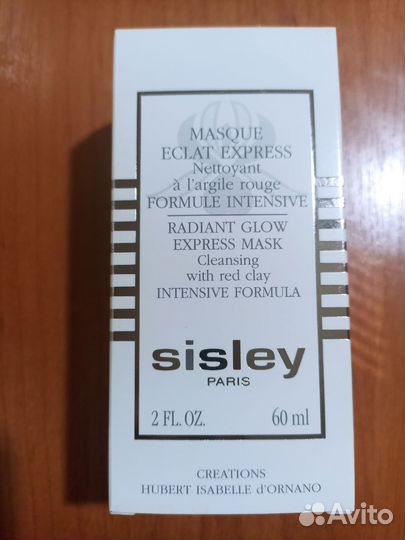 MASQUE
ECLAT EXPRESS
Nettoyant
à l'argile rouge
FORMULE INTENSIVE
RADIANT GLOW
EXPRESS MASK
Cleansing
with red clay
INTENSIVE FORMULA
sisley
PARIS
2 FL. OZ. 60 ml
CREATIONS
HUBERT ISABELLE d'ORNANO
Avito